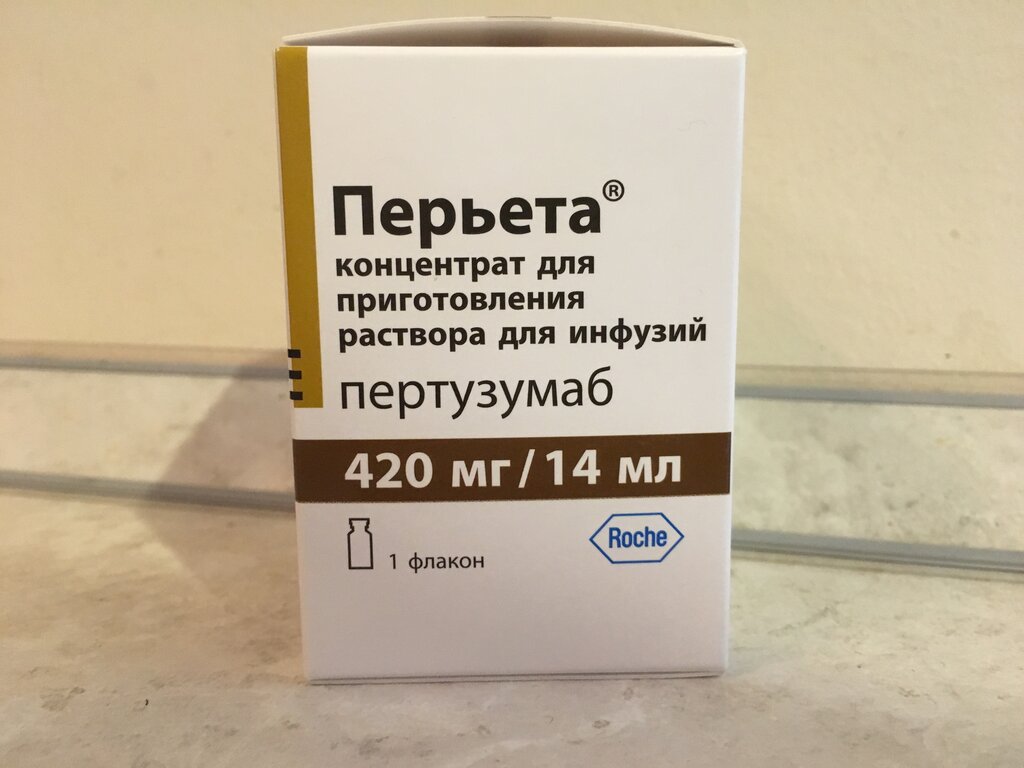 Перьета®
концентрат для
приготовления
раствора для инфузий
пертузумаб
420 мг/14 мл
1 флакон
Roche